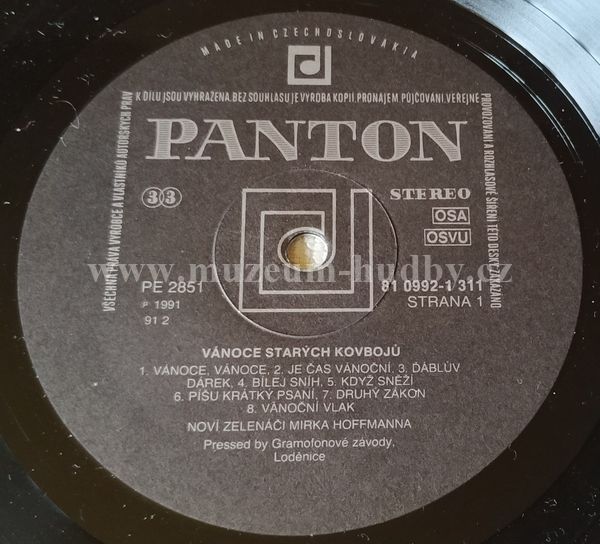 MADE IN CZECHOSLOVAKIA
VŠECHNA PRÁVA VÝROBCE A VLASTNÍKŮ AUTORSKÝCH PRÁV
K DÍLU JSOU VYHRAZENA. BEZ SOUHLASU JE VÝROBA KOPIÍ, PRONÁJEM, PŮJČOVÁNÍ, VEŘEJNÉ
PROVOZOVÁNÍ A ROZHLASOVÉ ŠÍŘENÍ TÉTO DESKY ZAKÁZÁNO
PANTON
33
STEREO
OSA
OSVU
www.muzeum-hudby.cz
PE 2851
℗ 1991
91 2
81 0992-1 311
STRANA 1
VÁNOCE STARÝCH KOVBOJŮ
1. VÁNOCE, VÁNOCE, 2. JE ČAS VÁNOČNÍ, 3. ĎÁBLŮV
DÁREK, 4. BÍLEJ SNÍH, 5. KDYŽ SNĚŽÍ
6. PÍŠU KRÁTKÝ PSANÍ, 7. DRUHÝ ZÁKON
8. VÁNOČNÍ VLAK
NOVÍ ZELENÁČI MIRKA HOFFMANNA
Pressed by Gramofonové závody,
Loděnice